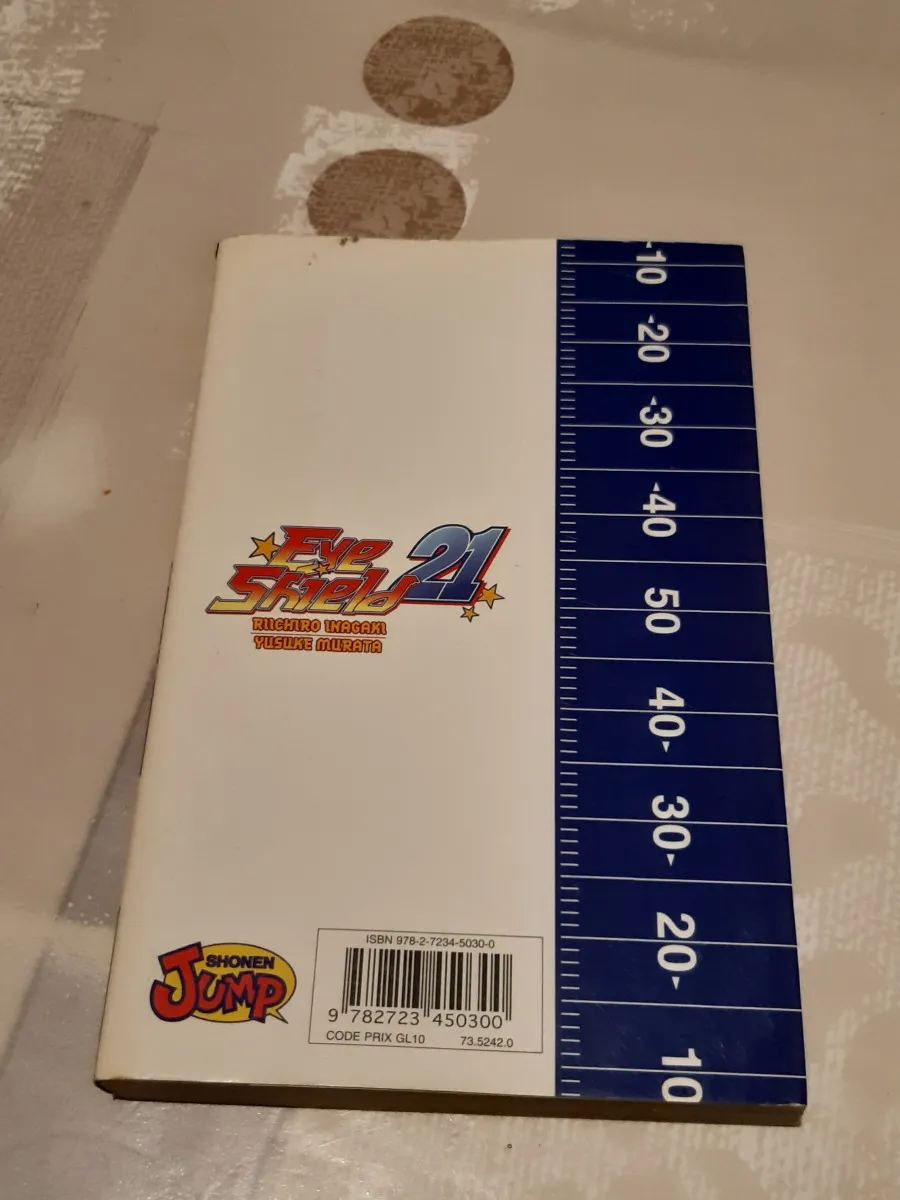 Eye
Shield 21
RIICHIRO INAGAKI
YUSUKE MURATA
SHONEN
JUMP
ISBN 978-2-7234-5030-0
9 782723 450300
CODE PRIX GL10 73.5242.0
10
20
30
40
50
40
30
20
10